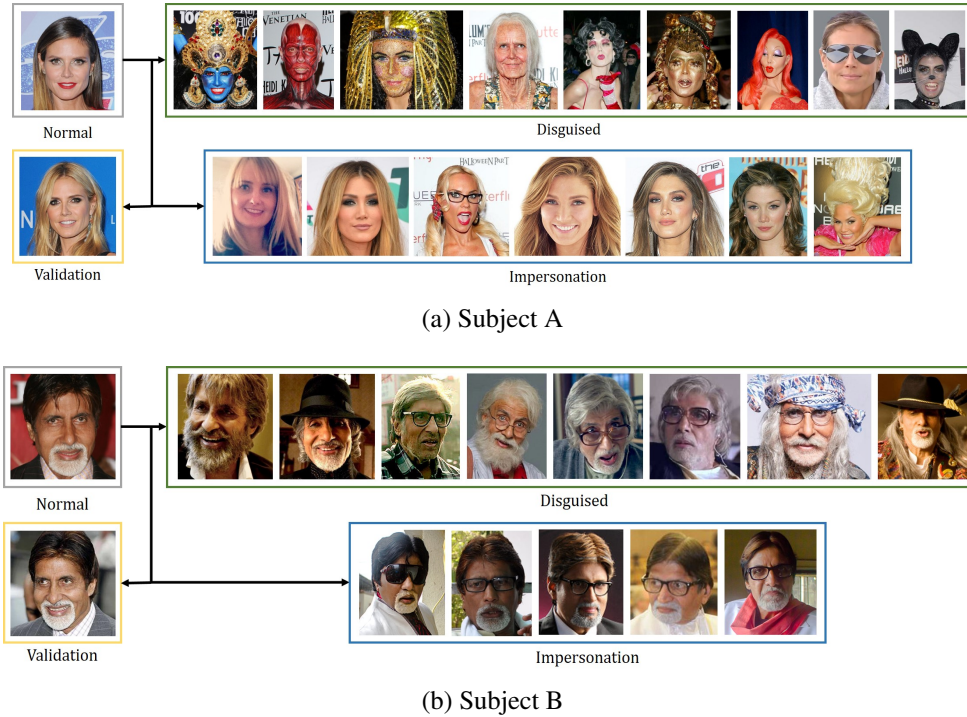 Normal
Disguised
Validation
Impersonation
(a) Subject A
Normal
Disguised
Validation
Impersonation
(b) Subject B